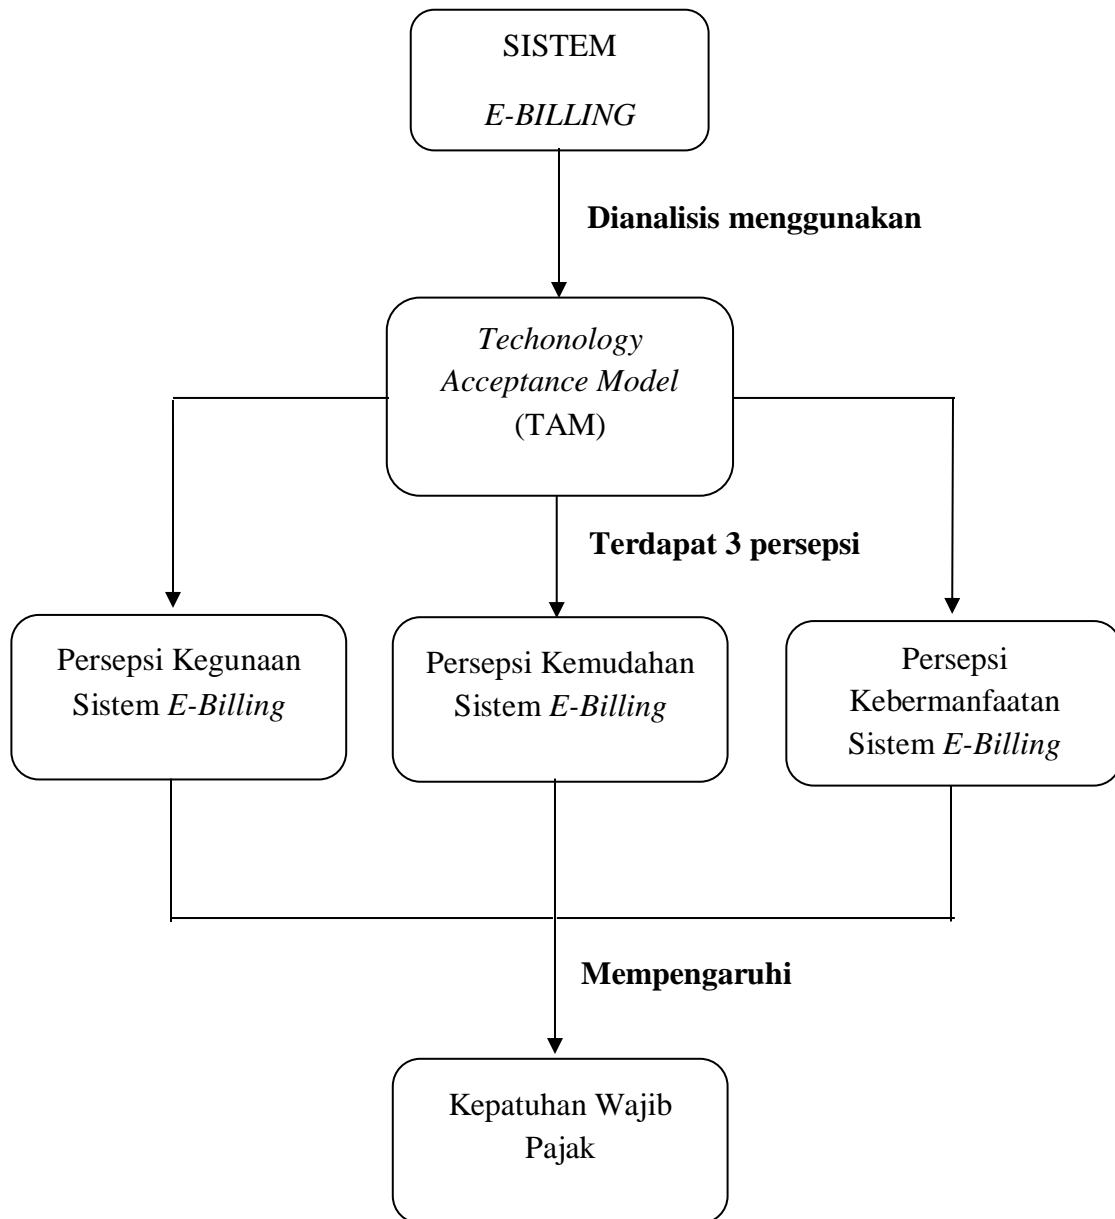 SISTEM
E-BILLING
Dianalisis menggunakan
Techonology
Acceptance Model
(TAM)
Terdapat 3 persepsi
Persepsi Kegunaan
Sistem E-Billing
Persepsi Kemudahan
Sistem E-Billing
Persepsi
Kebermanfaatan
Sistem E-Billing
Mempengaruhi
Kepatuhan Wajib
Pajak